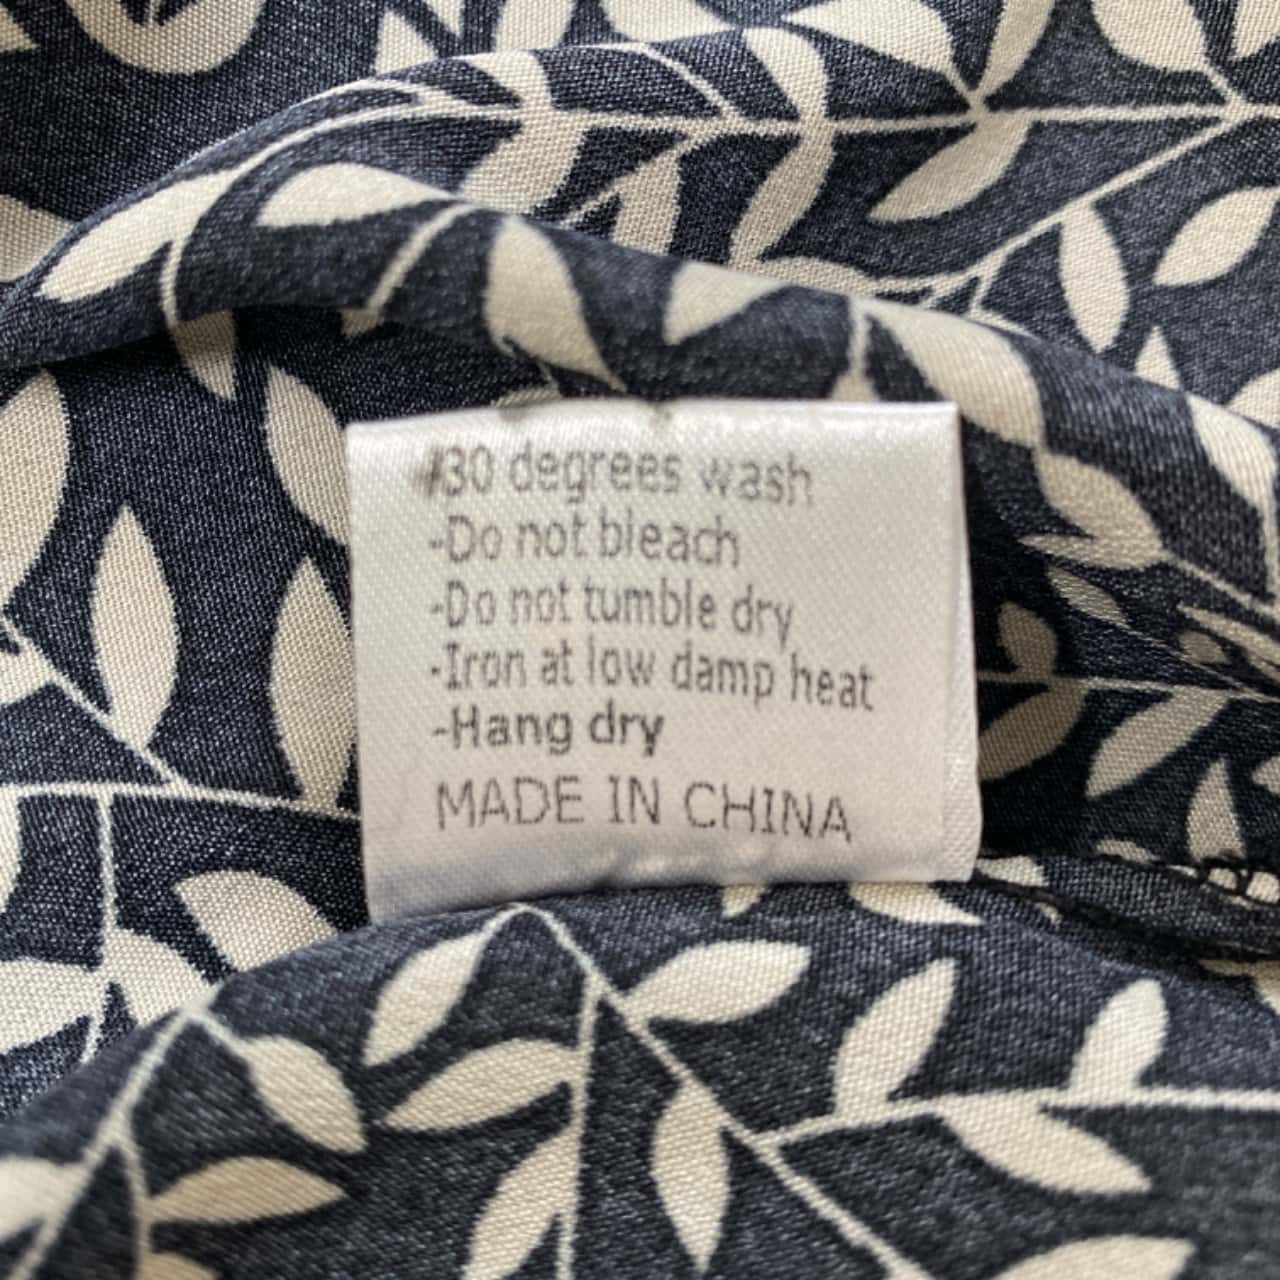 #30 degrees wash
-Do not bleach
-Do not tumble dry
-Iron at low damp heat
-Hang dry
MADE IN CHINA